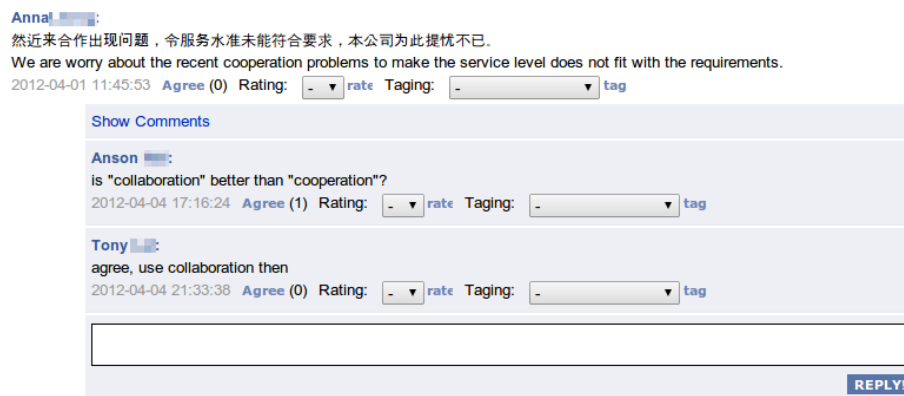 Anna :
然近来合作出现问题，令服务水准未能符合要求，本公司为此提忧不已.
We are worry about the recent cooperation problems to make the service level does not fit with the requirements.
2012-04-01 11:45:53 Agree (0) Rating: - rate Taging: - tag
Show Comments
Anson :
is "collaboration" better than "cooperation"?
2012-04-04 17:16:24 Agree (1) Rating: - rate Taging: - tag
Tony :
agree, use collaboration then
2012-04-04 21:33:38 Agree (0) Rating: - rate Taging: - tag
REPLY!